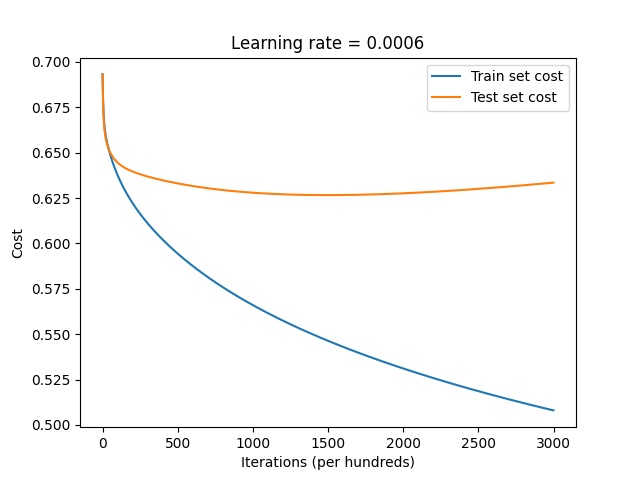 Learning rate = 0.0006
Train set cost
Test set cost
0.700
0.675
0.650
0.625
0.600
0.575
0.550
0.525
0.500
Cost
0 500 1000 1500 2000 2500 3000
Iterations (per hundreds)